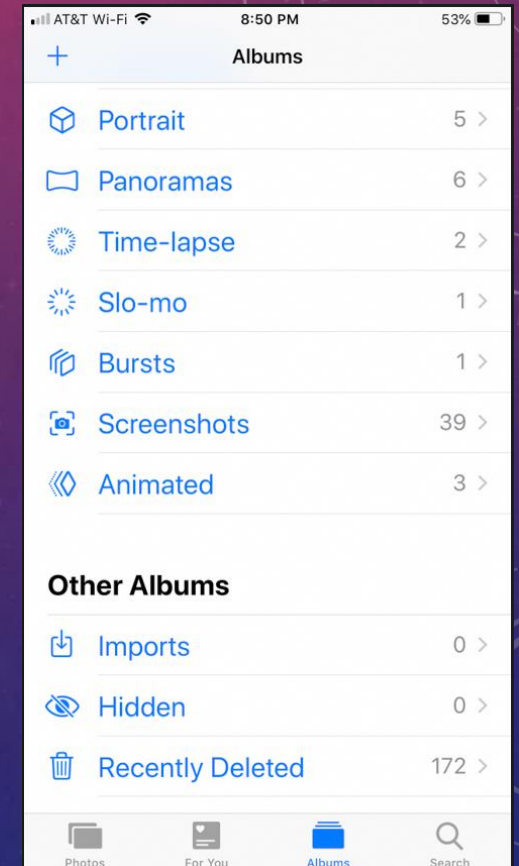 AT&T Wi-Fi 8:50 PM 53%
+ Albums
Portrait 5
Panoramas 6
Time-lapse 2
Slo-mo 1
Bursts 1
Screenshots 39
Animated 3
Other Albums
Imports 0
Hidden 0
Recently Deleted 172
Photos For You Albums Search